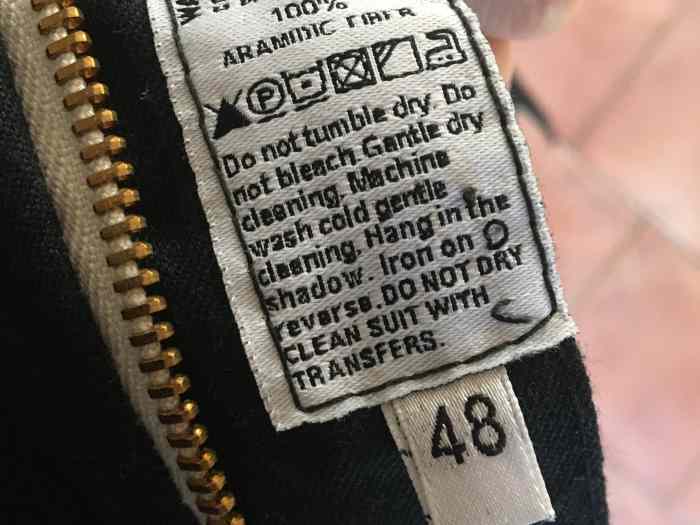 100%
ARAMIDIC FIBER
P
Do not tumble dry. Do
not bleach. Gentle dry
cleaning. Machine
wash cold gentle
cleaning. Hang in the
shadow. Iron on
reverse. DO NOT DRY
CLEAN SUIT WITH
TRANSFERS.
48